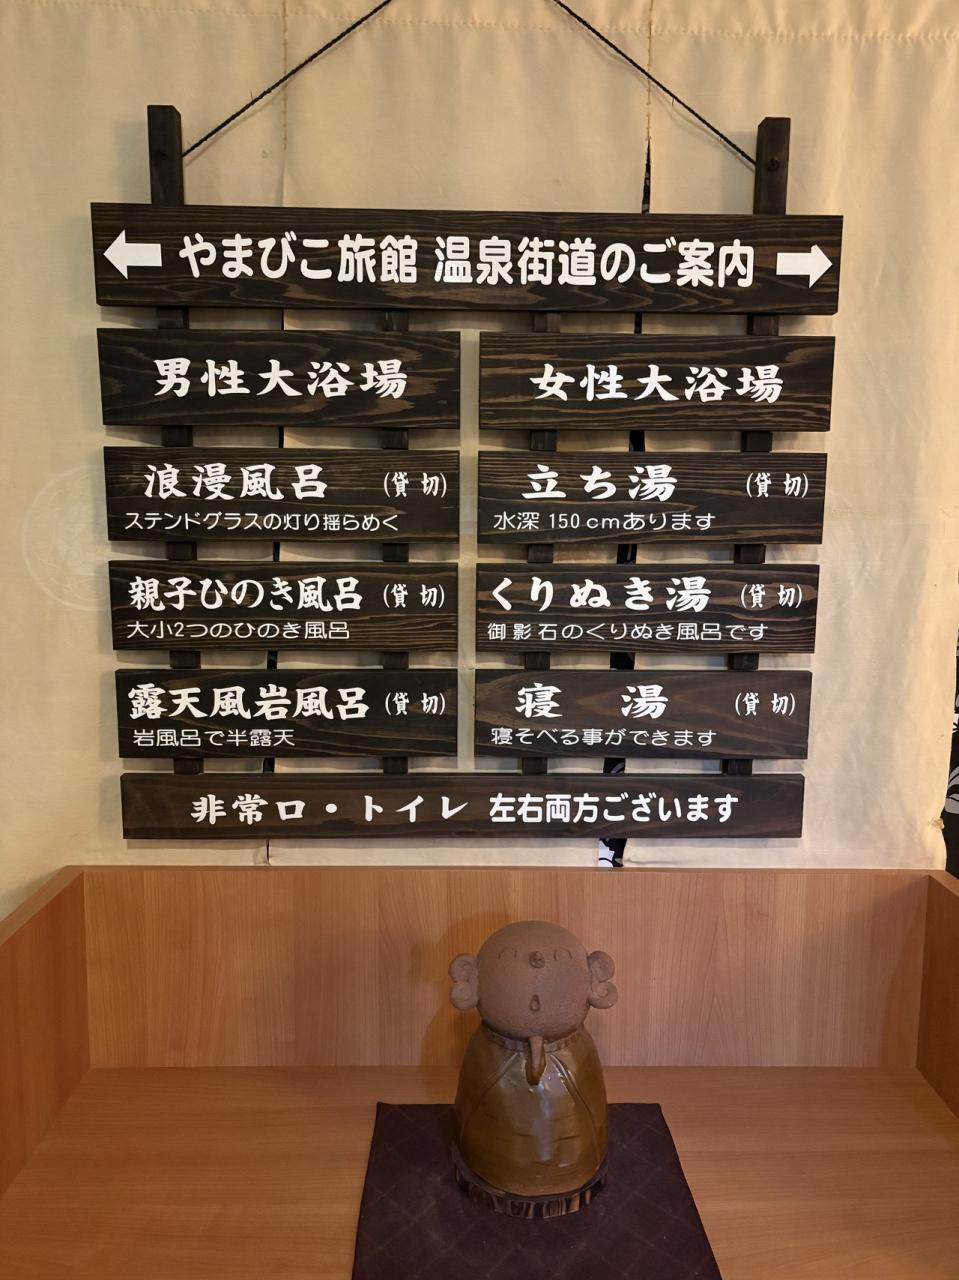 ← やまびこ旅館 温泉街道のご案内 →
男性大浴場
浪漫風呂 (貸切)
ステンドグラスの灯り揺らめく
親子ひのき風呂 (貸切)
大小2つのひのき風呂
露天風岩風呂 (貸切)
岩風呂で半露天
女性大浴場
立ち湯 (貸切)
水深150cmあります
くりぬき湯 (貸切)
御影石のくりぬき風呂です
寝湯 (貸切)
寝そべる事ができます
非常口・トイレ 左右両方ございます